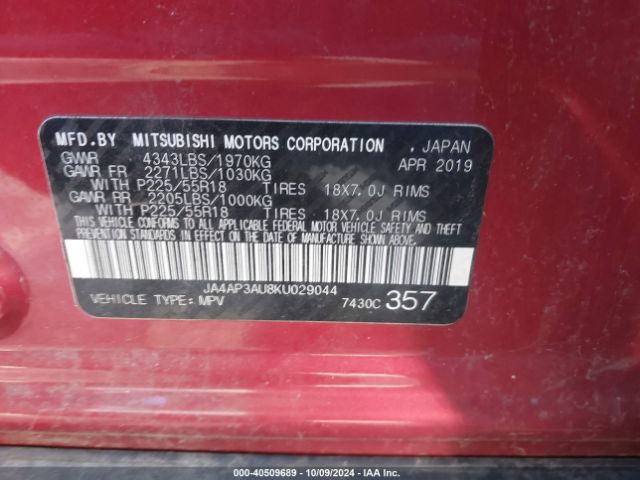 MFD.BY MITSUBISHI MOTORS CORPORATION . JAPAN
GVWR 4343LBS/1970KG APR 2019
GAWR FR 2271LBS/1030KG
WITH P225/55R18 TIRES 18X7.0J RIMS
GAWR RR 2205LBS/1000KG
WITH P225/55R18 TIRES 18X7.0J RIMS
THIS VEHICLE CONFORMS TO ALL APPLICABLE FEDERAL MOTOR VEHICLE SAFETY AND THEFT
PREVENTION STANDARDS IN EFFECT ON THE DATE OF MANUFACTURE SHOWN ABOVE.
JA4AP3AU8KU029044
VEHICLE TYPE: MPV 7430C 357
000-40509689 - 10/09/2024 - IAA Inc.